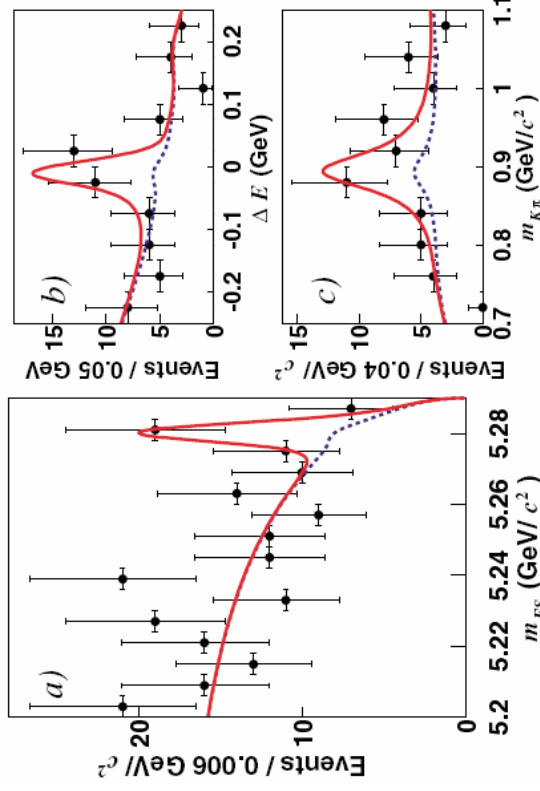 a)
Events / 0.006 GeV/c²
20
10
0
5.2 5.22 5.24 5.26 5.28
m_ES (GeV/c²)
b)
Events / 0.05 GeV
15
10
5
0
-0.2 -0.1 0 0.1 0.2
Δ E (GeV)
c)
Events / 0.04 GeV/c²
15
10
5
0
0.7 0.8 0.9 1 1.1
m_Kπ (GeV/c²)